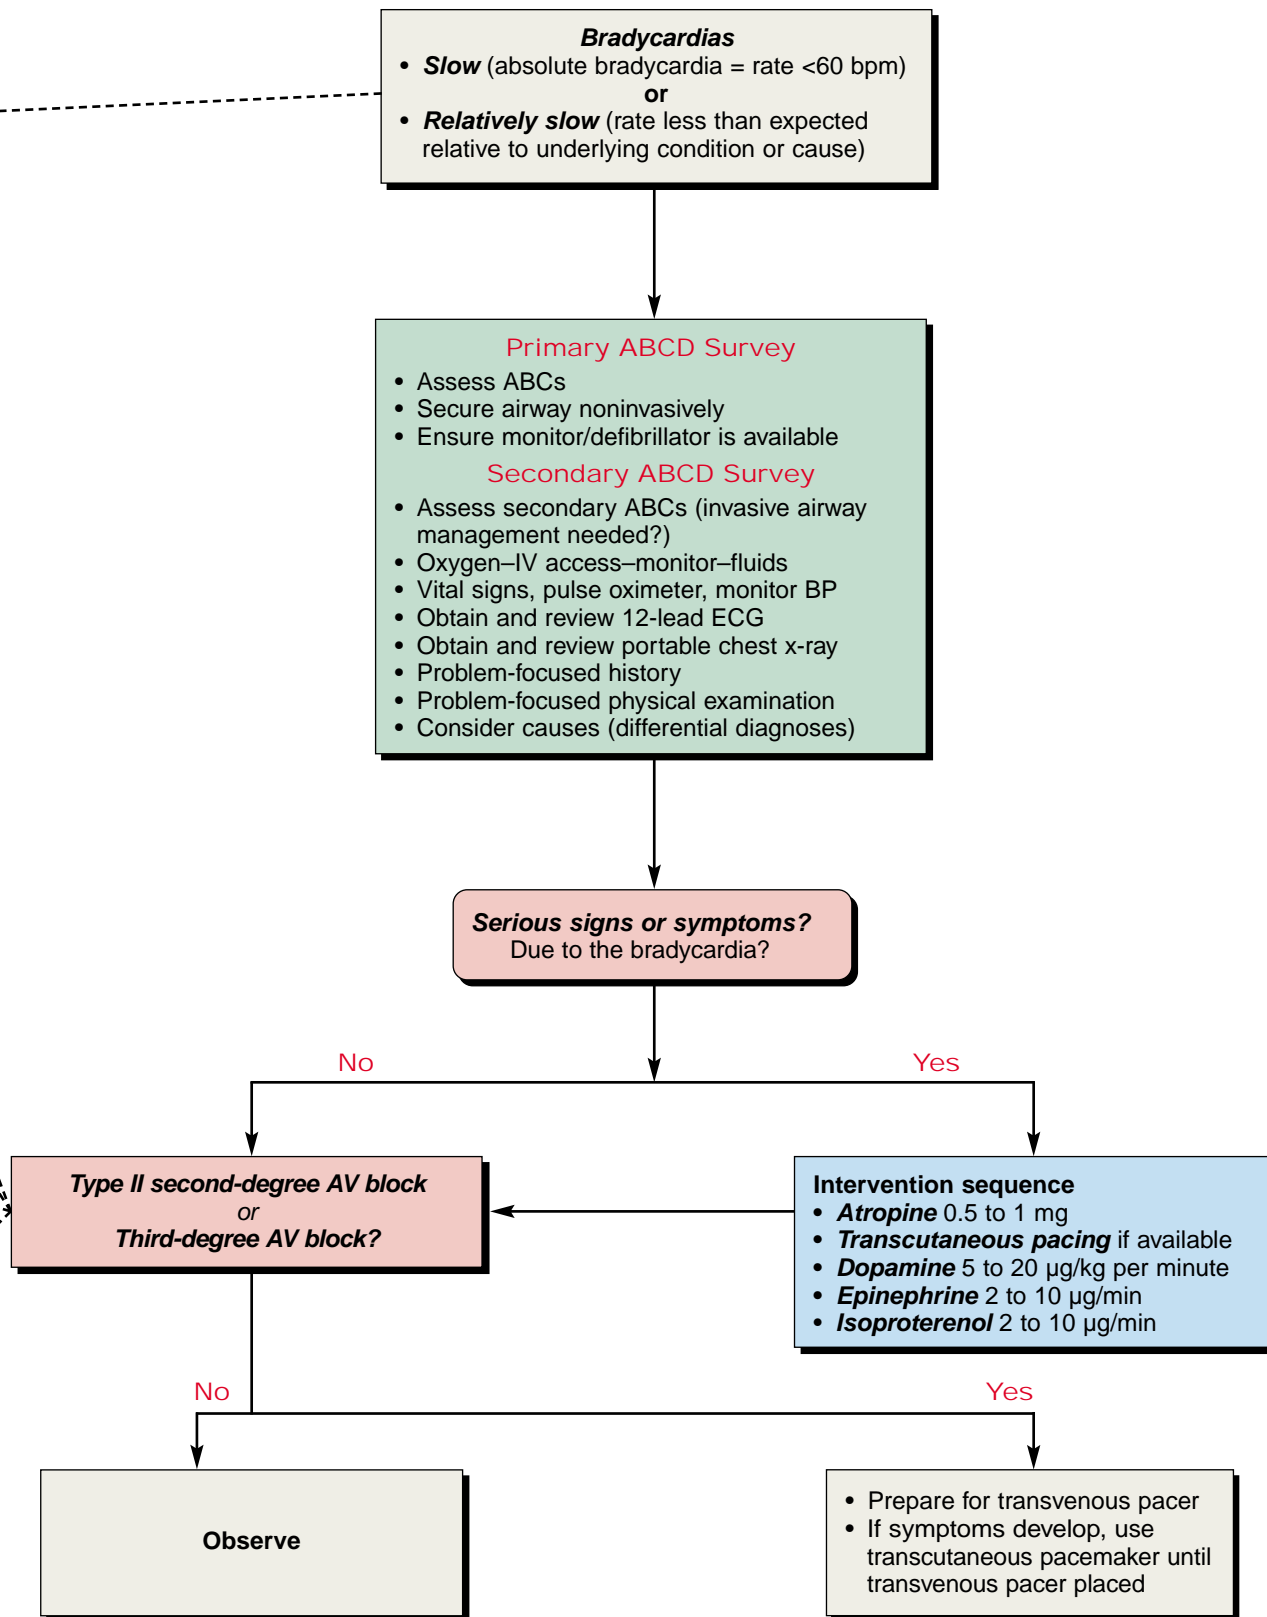 Bradycardias
• Slow (absolute bradycardia = rate <60 bpm)
or
• Relatively slow (rate less than expected
relative to underlying condition or cause)
Primary ABCD Survey
• Assess ABCs
• Secure airway noninvasively
• Ensure monitor/defibrillator is available
Secondary ABCD Survey
• Assess secondary ABCs (invasive airway
management needed?)
• Oxygen–IV access–monitor–fluids
• Vital signs, pulse oximeter, monitor BP
• Obtain and review 12-lead ECG
• Obtain and review portable chest x-ray
• Problem-focused history
• Problem-focused physical examination
• Consider causes (differential diagnoses)
Serious signs or symptoms?
Due to the bradycardia?
No
Yes
Type II second-degree AV block
or
Third-degree AV block?
Intervention sequence
• Atropine 0.5 to 1 mg
• Transcutaneous pacing if available
• Dopamine 5 to 20 µg/kg per minute
• Epinephrine 2 to 10 µg/min
• Isoproterenol 2 to 10 µg/min
No
Yes
Observe
• Prepare for transvenous pacer
• If symptoms develop, use
transcutaneous pacemaker until
transvenous pacer placed